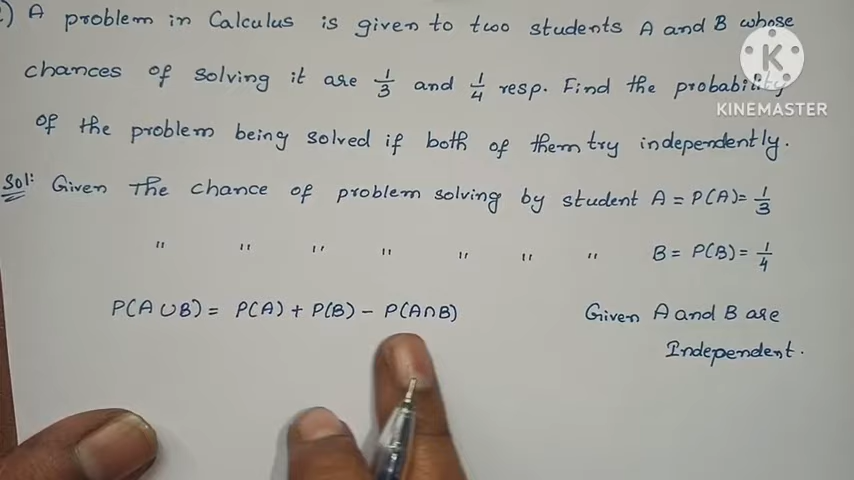 ) A problem in Calculus is given to two students A and B whose
chances of solving it are 1/3 and 1/4 resp. Find the probability
of the problem being solved if both of them try independently.
Sol: Given The chance of problem solving by student A = P(A)= 1/3
" " " " " " " B = P(B)= 1/4
P(A∪B)= P(A)+ P(B)- P(A∩B) Given A and B are
Independent.
K
KINEMASTER